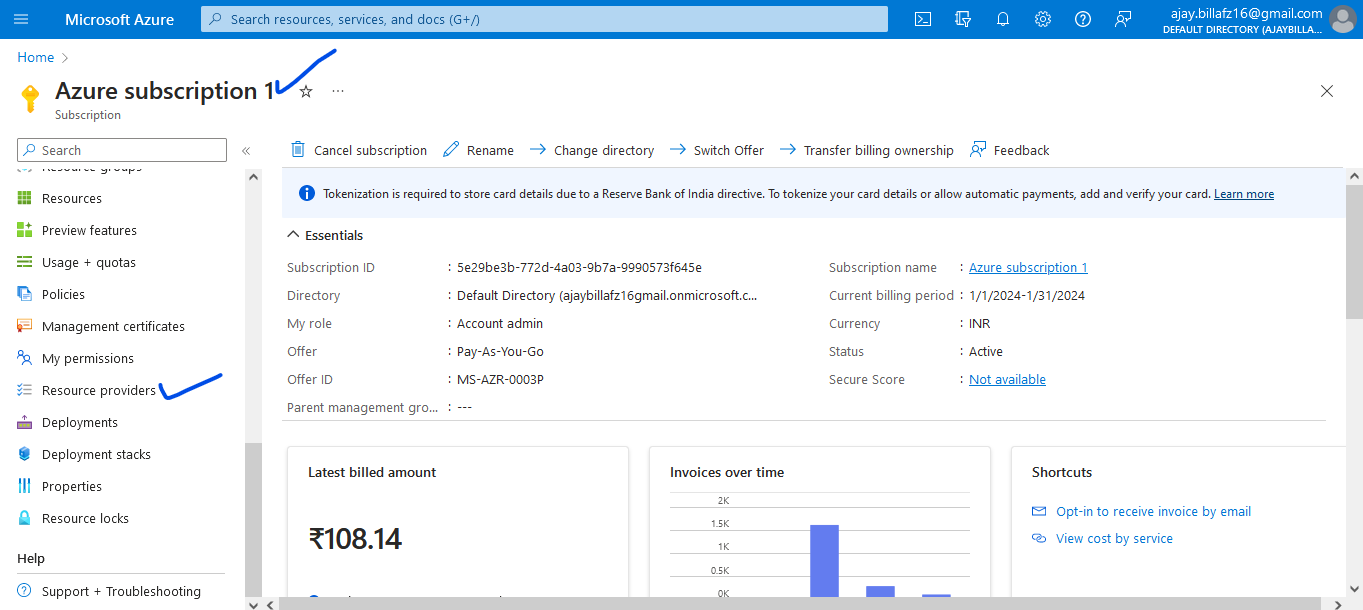 Microsoft Azure
Search resources, services, and docs (G+/)
ajay.billafz16@gmail.com
DEFAULT DIRECTORY (AJAYBILLA...
Home
Azure subscription 1
Subscription
Search
Cancel subscription
Rename
Change directory
Switch Offer
Transfer billing ownership
Feedback
Resource groups
Resources
Preview features
Usage + quotas
Policies
Management certificates
My permissions
Resource providers
Deployments
Deployment stacks
Properties
Resource locks
Help
Support + Troubleshooting
Tokenization is required to store card details due to a Reserve Bank of India directive. To tokenize your card details or allow automatic payments, add and verify your card. Learn more
Essentials
Subscription ID : 5e29be3b-772d-4a03-9b7a-9990573f645e
Directory : Default Directory (ajaybillafz16gmail.onmicrosoft.c...
My role : Account admin
Offer : Pay-As-You-Go
Offer ID : MS-AZR-0003P
Parent management gro... : ---
Subscription name : Azure subscription 1
Current billing period : 1/1/2024-1/31/2024
Currency : INR
Status : Active
Secure Score : Not available
Latest billed amount
₹108.14
Invoices over time
2K
1.5K
1K
0.5K
0K
Shortcuts
Opt-in to receive invoice by email
View cost by service